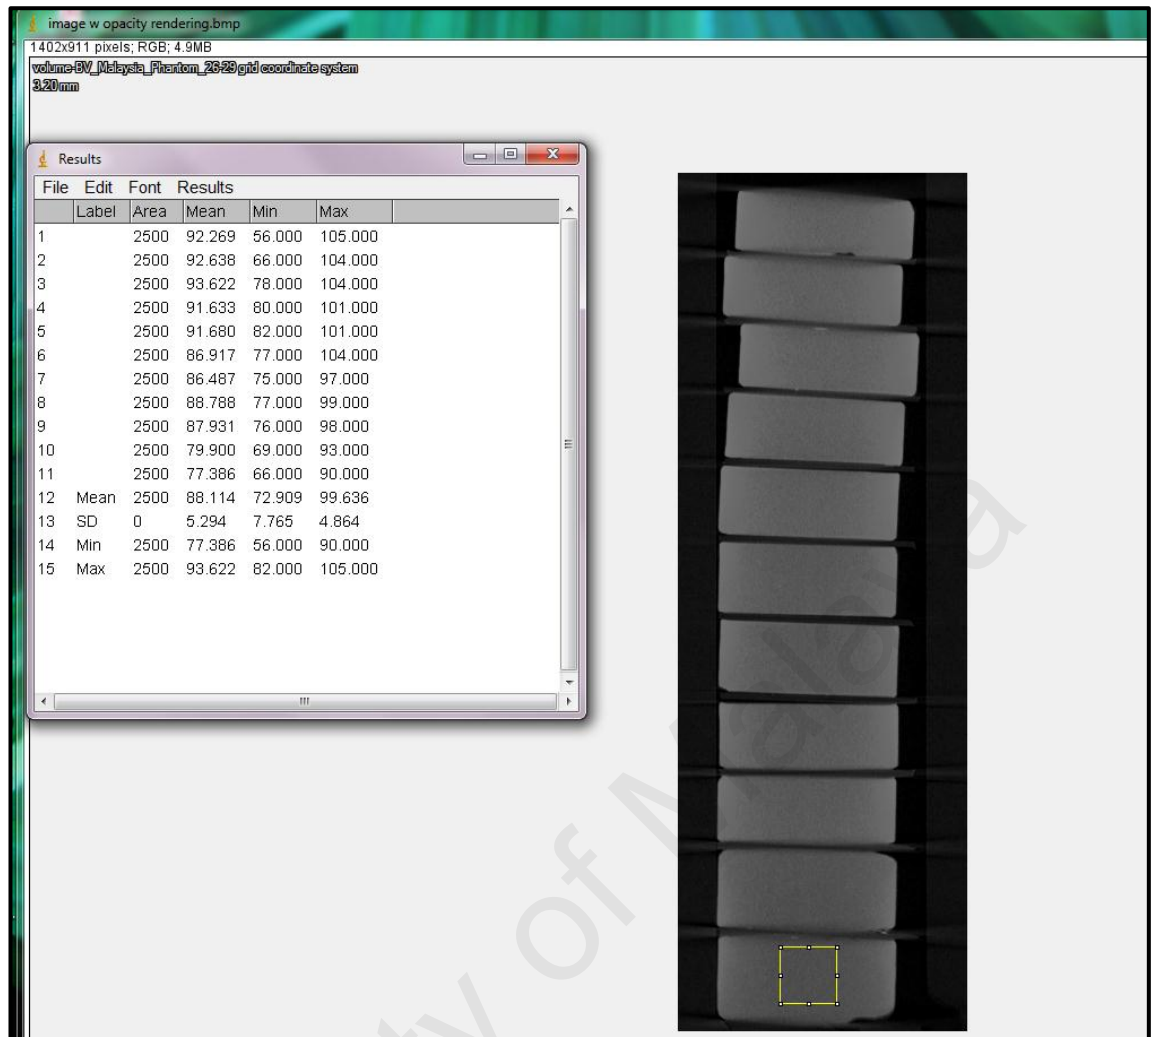 image w opacity rendering.bmp
1402x911 pixels; RGB; 4.9MB
volume-BV_Malaysia_Phantom_26-29 grid coordinate system
3.20 mm
Results
File Edit Font Results
Label Area Mean Min Max
1 2500 92.269 56.000 105.000
2 2500 92.638 66.000 104.000
3 2500 93.622 78.000 104.000
4 2500 91.633 80.000 101.000
5 2500 91.680 82.000 101.000
6 2500 86.917 77.000 104.000
7 2500 86.487 75.000 97.000
8 2500 88.788 77.000 99.000
9 2500 87.931 76.000 98.000
10 2500 79.900 69.000 93.000
11 2500 77.386 66.000 90.000
12 Mean 2500 88.114 72.909 99.636
13 SD 0 5.294 7.765 4.864
14 Min 2500 77.386 56.000 90.000
15 Max 2500 93.622 82.000 105.000
ty of Malaya